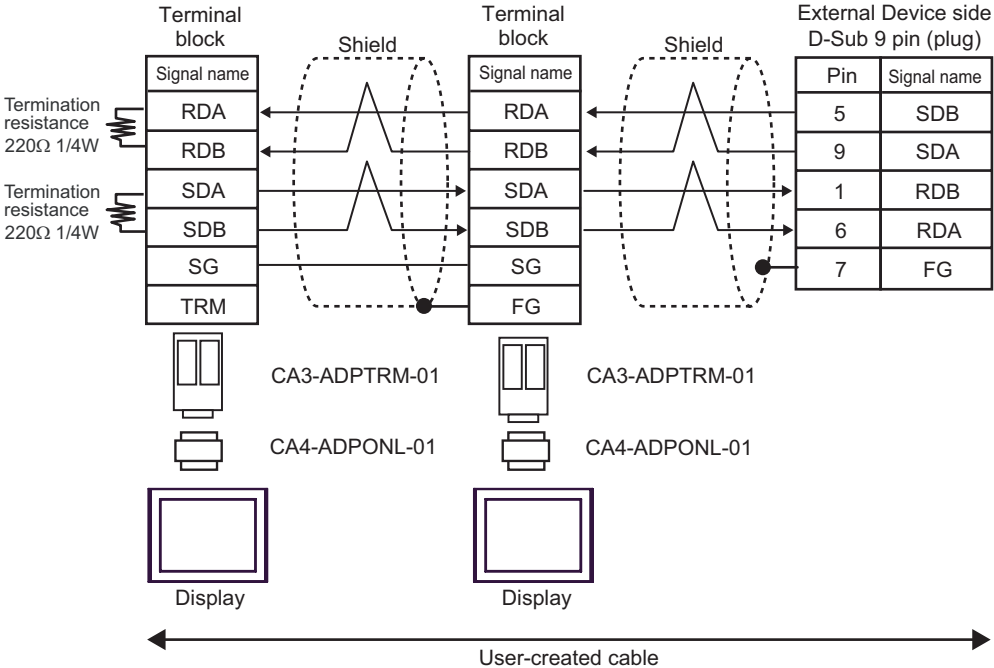 Terminal
block
Shield
Terminal
block
Shield
External Device side
D-Sub 9 pin (plug)
Signal name
Signal name
Pin
Signal name
Termination
resistance
220Ω 1/4W
RDA
RDA
5
SDB
RDB
RDB
9
SDA
Termination
resistance
220Ω 1/4W
SDA
SDA
1
RDB
SDB
SDB
6
RDA
SG
SG
7
FG
TRM
FG
CA3-ADPTRM-01
CA3-ADPTRM-01
CA4-ADPONL-01
CA4-ADPONL-01
Display
Display
User-created cable